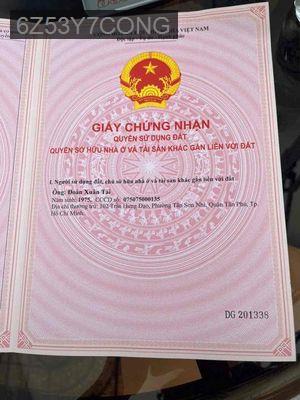 6Z53Y7CONG
GIẤY CHỨNG NHẬN
QUYỀN SỬ DỤNG ĐẤT
QUYỀN SỞ HỮU NHÀ Ở VÀ TÀI SẢN KHÁC GẮN LIỀN VỚI ĐẤT
I. Người sử dụng đất, chủ sở hữu nhà ở và tài sản khác gắn liền với đất
Ông: Đoàn Xuân Tài
Năm sinh: 1975, CCCD số: 075075000135
Địa chỉ thường trú: 302 Trần Hưng Đạo, Phường Tân Sơn Nhì, Quận Tân Phú, Tp.
Hồ Chí Minh
DG 201338